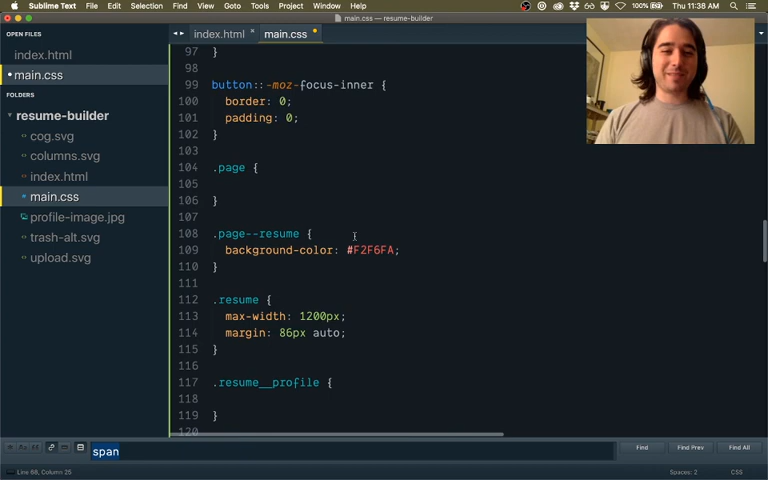 Sublime Text File Edit Selection Find View Goto Tools Project Window Help 100% Thu 11:38 AM
main.css — resume-builder
OPEN FILES
index.html
main.css
FOLDERS
resume-builder
cog.svg
columns.svg
index.html
main.css
profile-image.jpg
trash-alt.svg
upload.svg
index.html main.css
97 }
98
99 button::-moz-focus-inner {
100 border: 0;
101 padding: 0;
102 }
103
104 .page {
105
106 }
107
108 .page--resume {
109 background-color: #F2F6FA;
110 }
111
112 .resume {
113 max-width: 1200px;
114 margin: 86px auto;
115 }
116
117 .resume__profile {
118
119 }
120
span Find Find Prev Find All
Line 68, Column 25 Spaces: 2 CSS